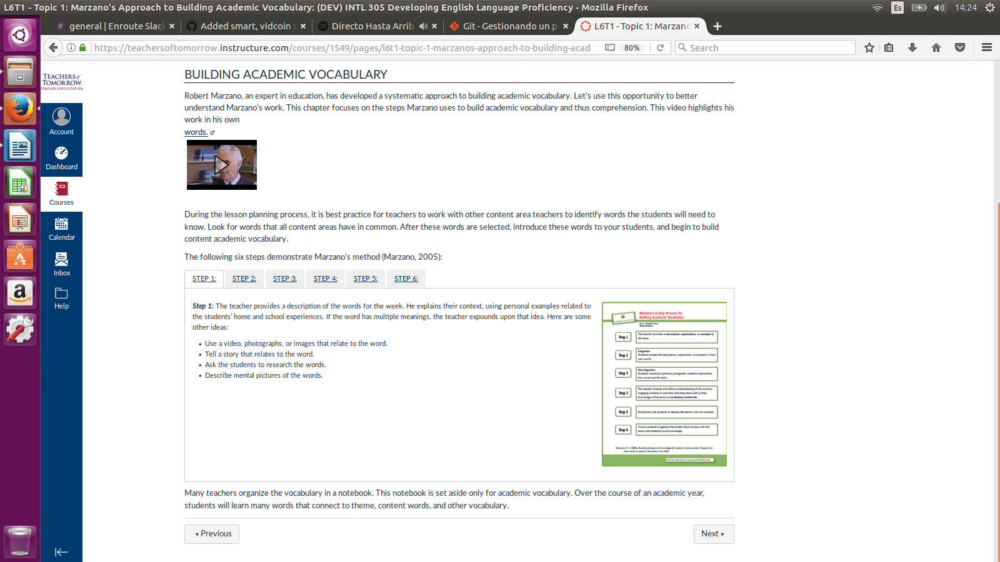 L6T1 - Topic 1: Marzano's Approach to Building Academic Vocabulary: (DEV) INTL 305 Developing English Language Proficiency - Mozilla Firefox
Es
14:24
# general | Enroute Slac
Added smart, vidcoin
Directo Hasta Arrib
Git - Gestionando un p
L6T1 - Topic 1: Marzan
https://teachersoftomorrow.instructure.com/courses/1549/pages/l6t1-topic-1-marzanos-approach-to-building-acad
80%
Search
TEACHERS of
TOMORROW
TEACHER CERTIFICATION
Account
Dashboard
Courses
Calendar
Inbox
Help
BUILDING ACADEMIC VOCABULARY
Robert Marzano, an expert in education, has developed a systematic approach to building academic vocabulary. Let's use this opportunity to better
understand Marzano's work. This chapter focuses on the steps Marzano uses to build academic vocabulary and thus comprehension. This video highlights his
work in his own
words.
During the lesson planning process, it is best practice for teachers to work with other content area teachers to identify words the students will need to
know. Look for words that all content areas have in common. After these words are selected, introduce these words to your students, and begin to build
content academic vocabulary.
The following six steps demonstrate Marzano's method (Marzano, 2005):
STEP 1: STEP 2: STEP 3: STEP 4: STEP 5: STEP 6:
Step 1: The teacher provides a description of the words for the week. He explains their context, using personal examples related to
the students' home and school experiences. If the word has multiple meanings, the teacher expounds upon that idea. Here are some
other ideas:
• Use a video, photographs, or images that relate to the word.
• Tell a story that relates to the word.
• Ask the students to research the words.
• Describe mental pictures of the words.
Marzano's 6-Step Process for
Building Academic Vocabulary
Step 1
The teacher provides a description, explanation, or example of
the term.
Step 2
Linguistic:
Students restate the description, explanation, or example in their
own words.
Step 3
Non-linguistic:
Students construct a picture, pictograph, symbolic representa-
tion, or act out the term.
Step 4
The teacher extends and refines understanding of the word by
engaging students in activities that help them add to their
knowledge of the terms in vocabulary notebooks.
Step 5
Periodically ask students to discuss the terms with one another.
Step 6
Involve students in games that enable them to play with the
terms and reinforce word knowledge.
Marzano, R. J. (2004). Building background knowledge for academic achievement: Research on
what works in schools. Alexandria, VA: ASCD.
Many teachers organize the vocabulary in a notebook. This notebook is set aside only for academic vocabulary. Over the course of an academic year,
students will learn many words that connect to theme, content words, and other vocabulary.
Previous
Next